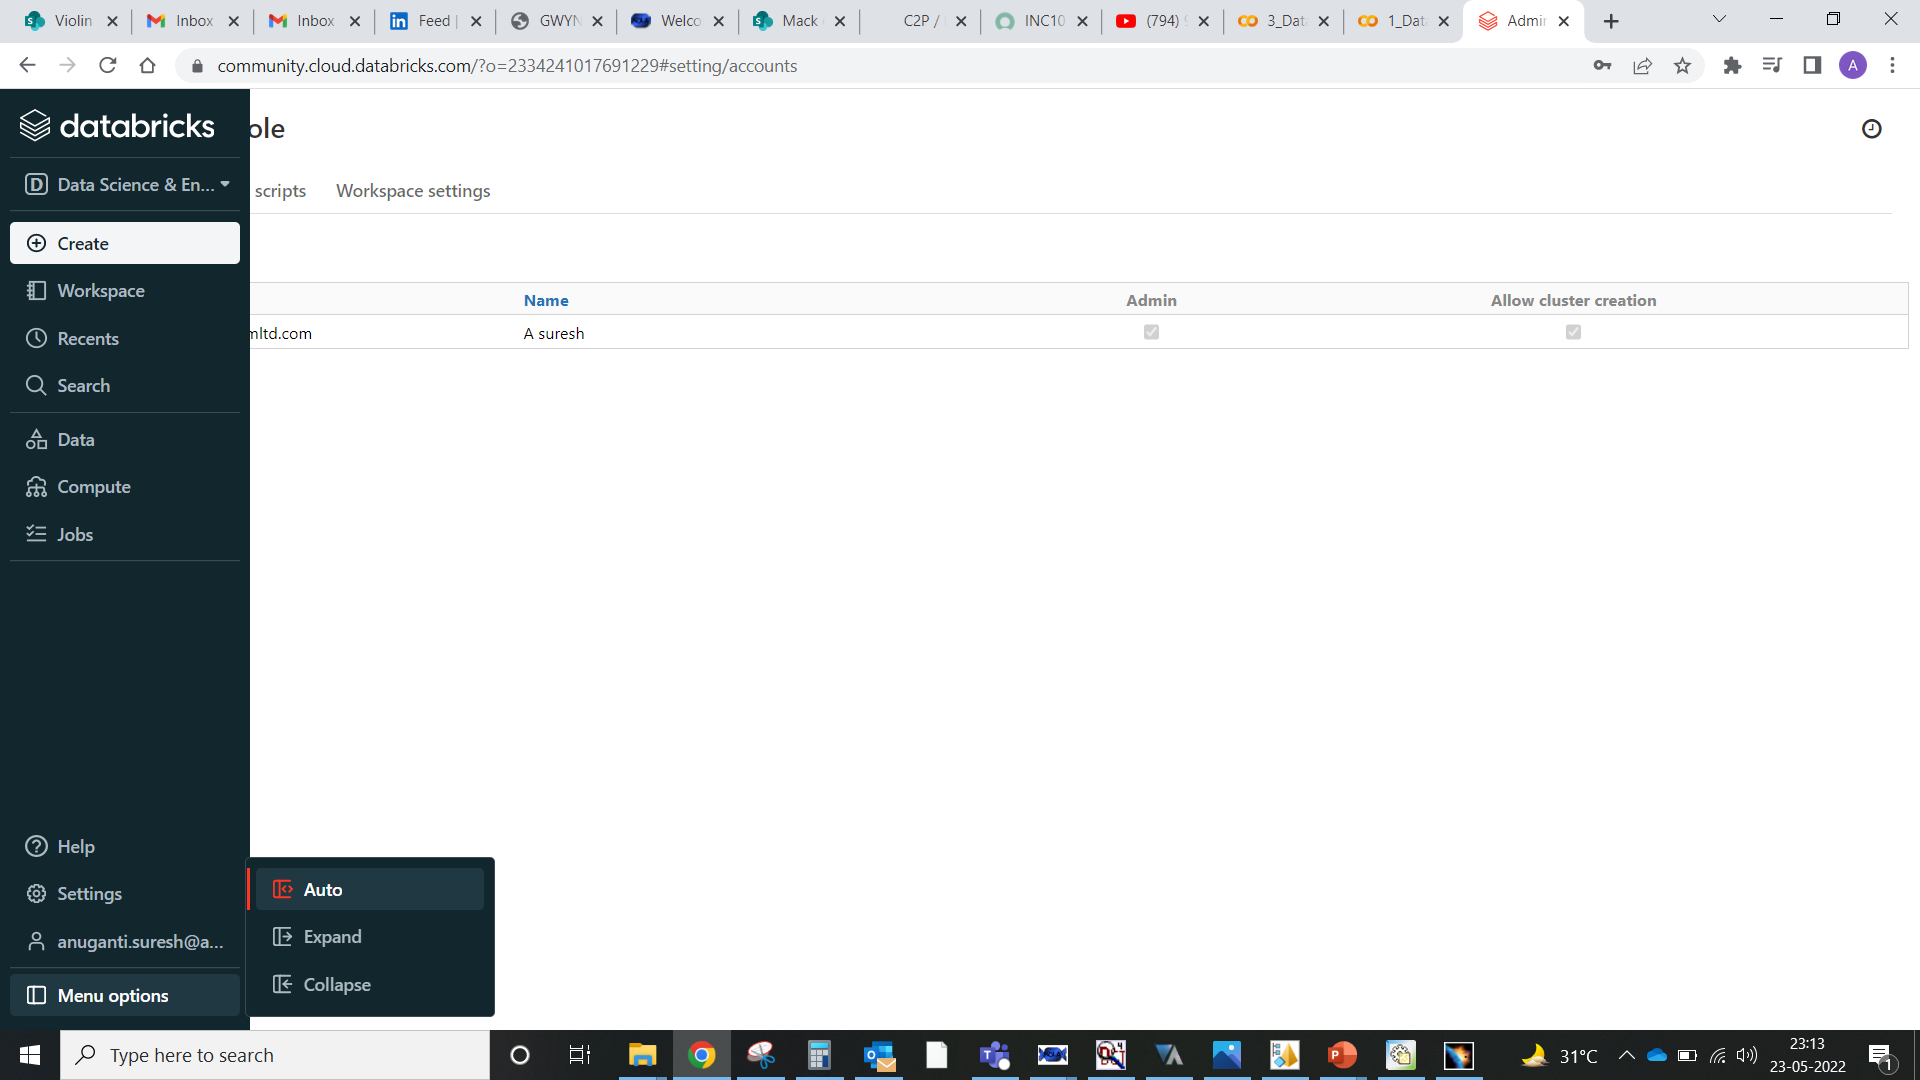 Violin
Inbox
Inbox
Feed
GWYN
Welco
Mack
C2P /
INC10
(794)
3_Dat
1_Dat
Admin
community.cloud.databricks.com/?o=2334241017691229#setting/accounts
A
databricks
ole
D Data Science & En...
scripts
Workspace settings
Create
Workspace
Name
Admin
Allow cluster creation
mltd.com
A suresh
Recents
Search
Data
Compute
Jobs
Help
Settings
anuganti.suresh@a...
Menu options
Auto
Expand
Collapse
Type here to search
31°C
23:13
23-05-2022
1